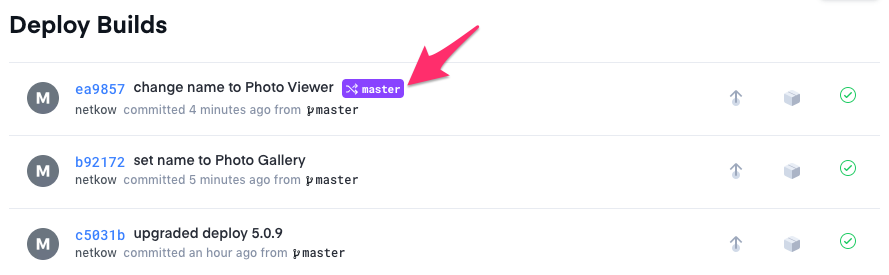 Deploy Builds
M ea9857 change name to Photo Viewer master
netkow committed 4 minutes ago from master
M b92172 set name to Photo Gallery
netkow committed 5 minutes ago from master
M c5031b upgraded deploy 5.0.9
netkow committed an hour ago from master